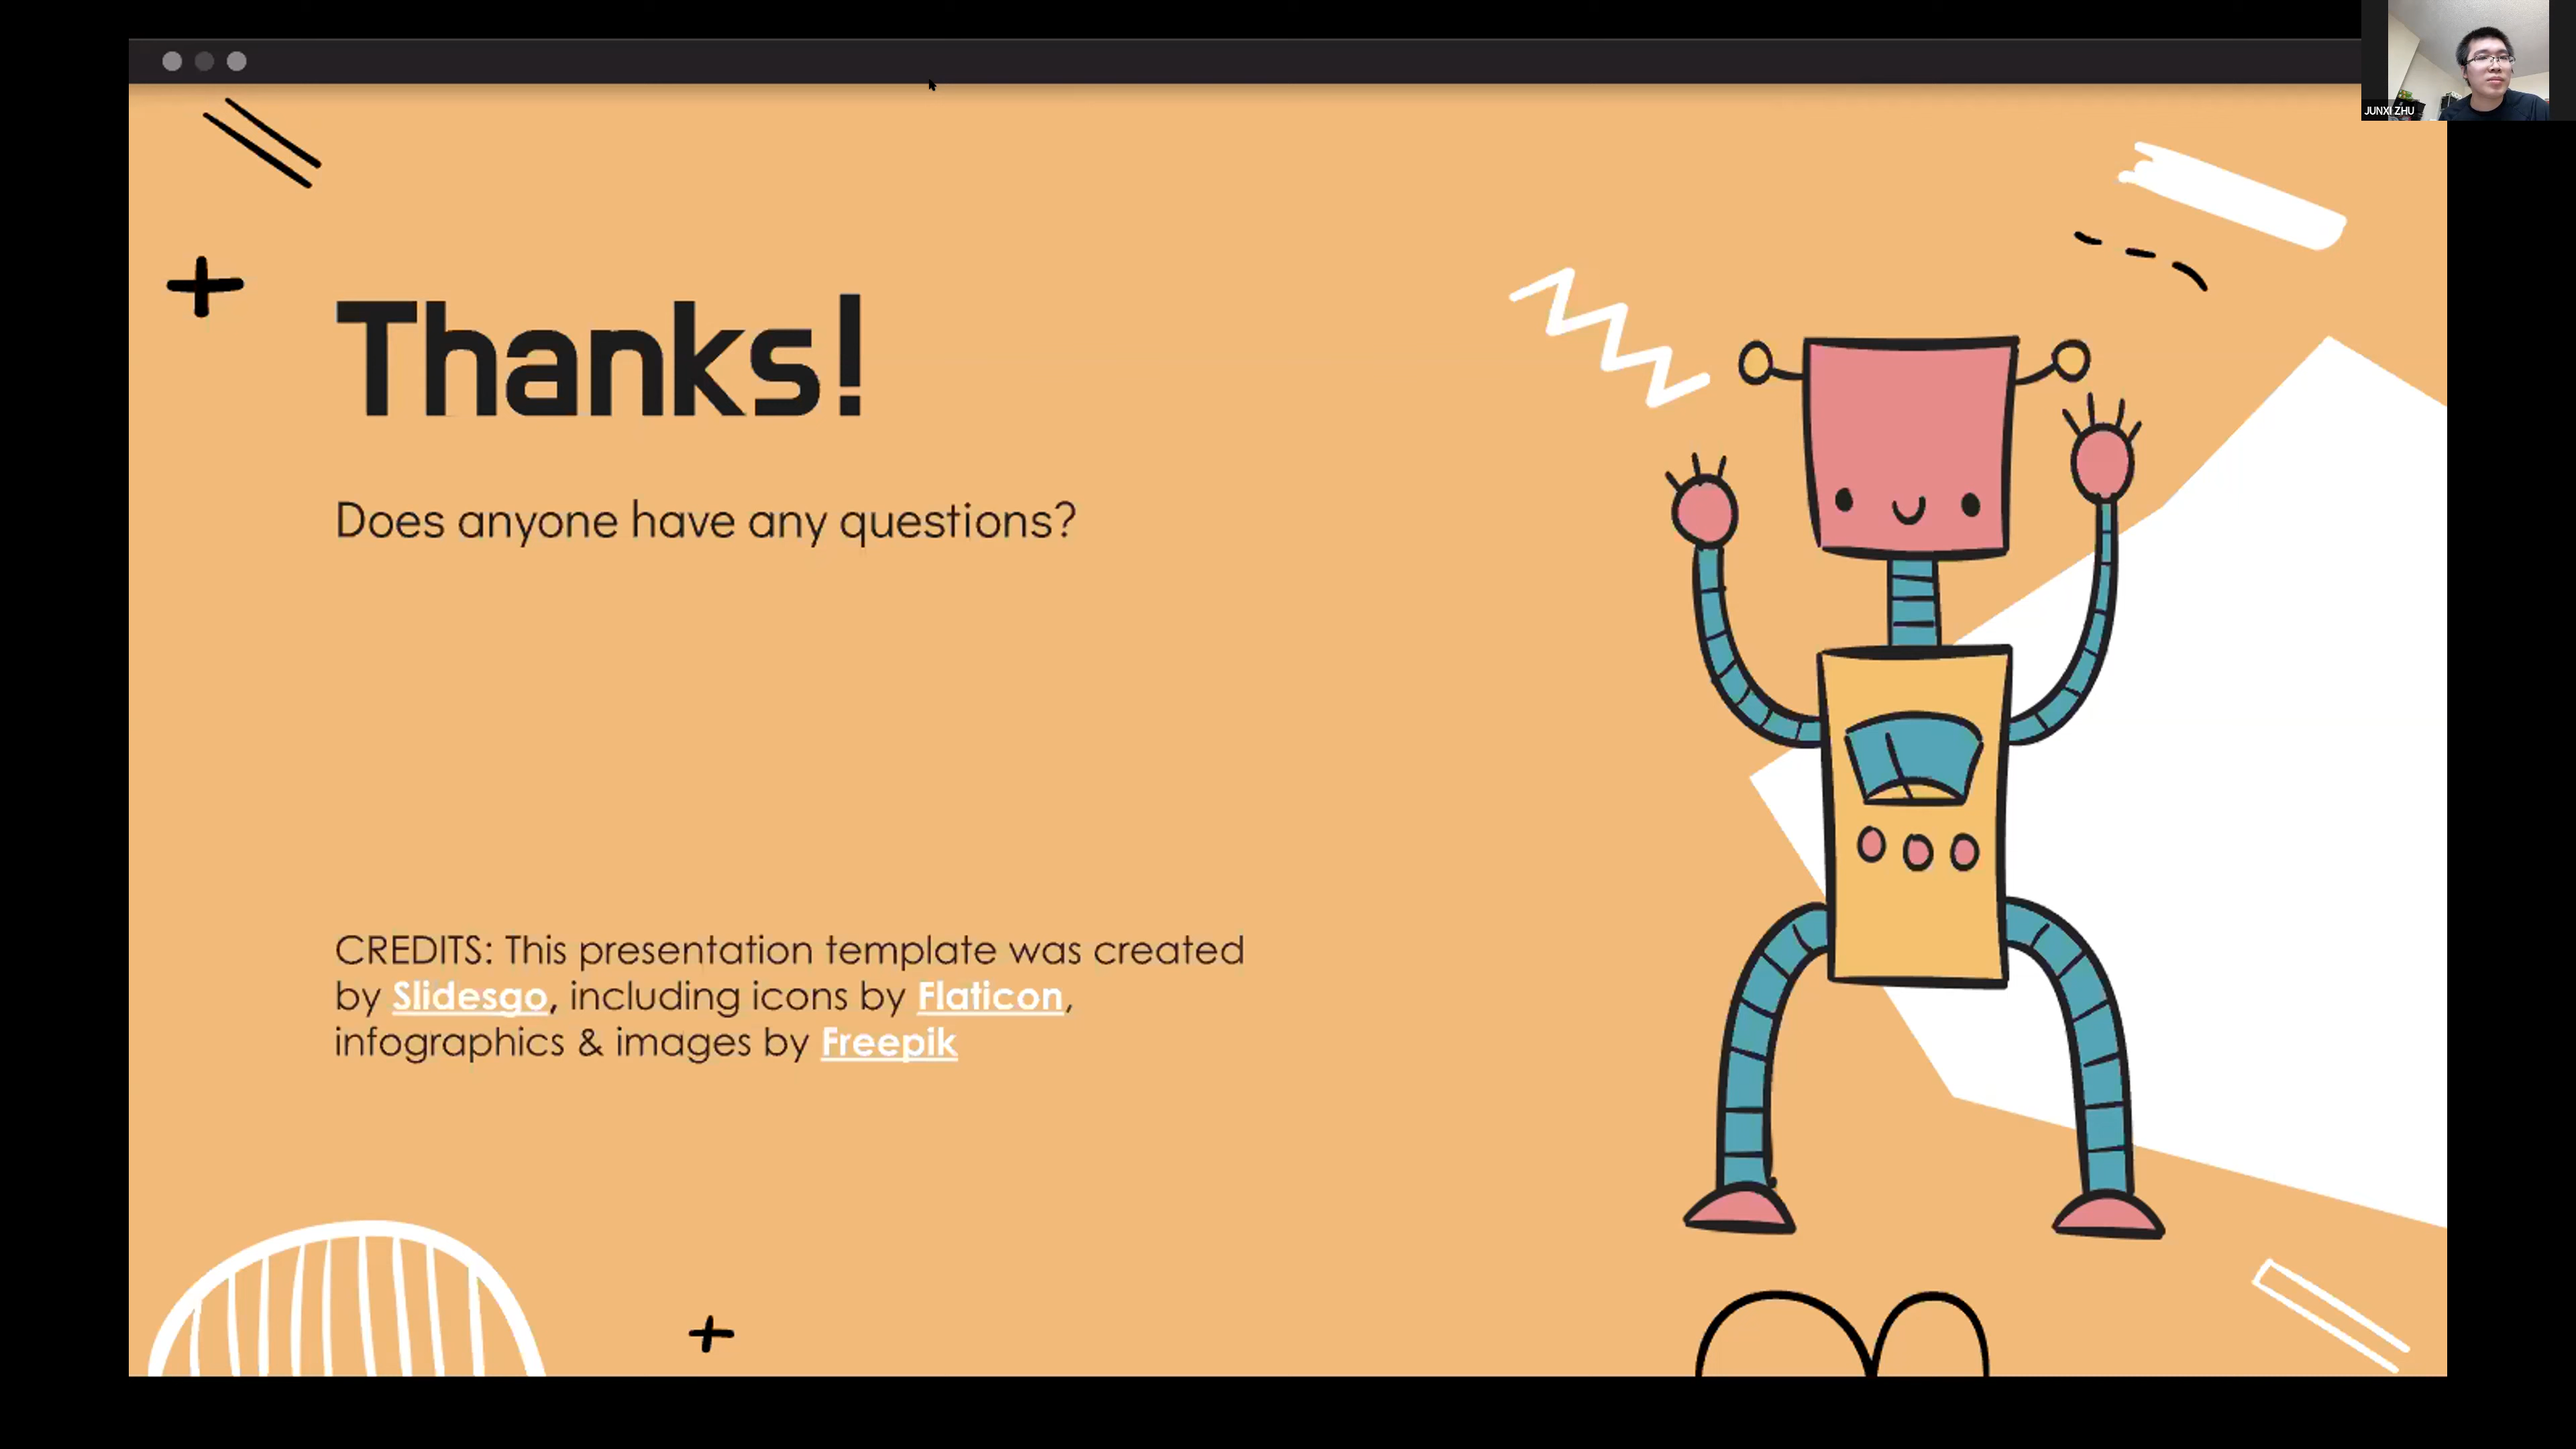 JUNXI ZHU
Thanks!
Does anyone have any questions?
CREDITS: This presentation template was created
by Slidesgo, including icons by Flaticon,
infographics & images by Freepik